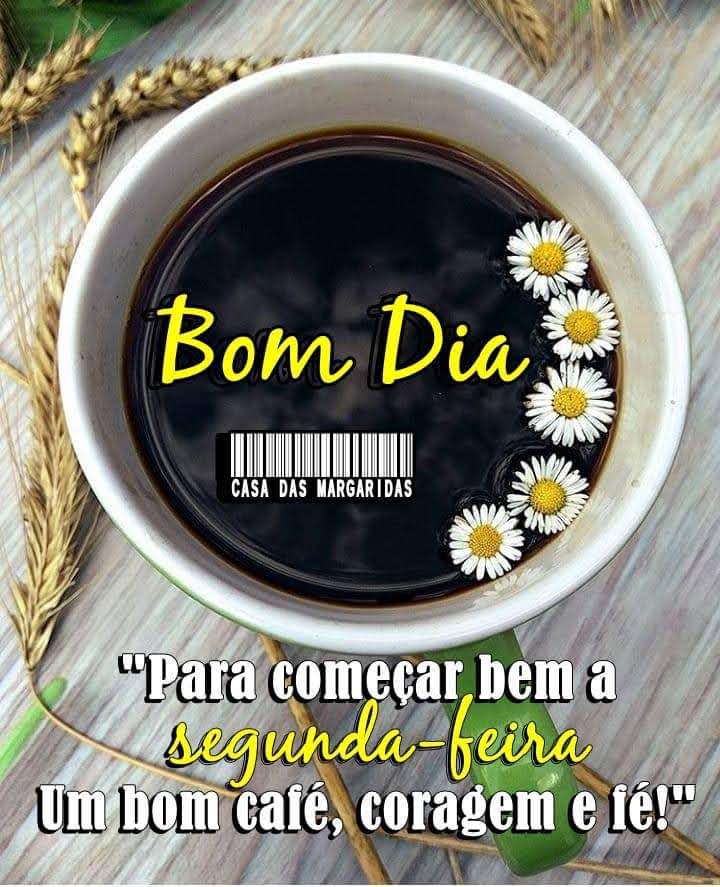 Bom Dia
CASA DAS MARGARIDAS
"Para começar bem a
segunda-feira
Um bom café, coragem e fé!"